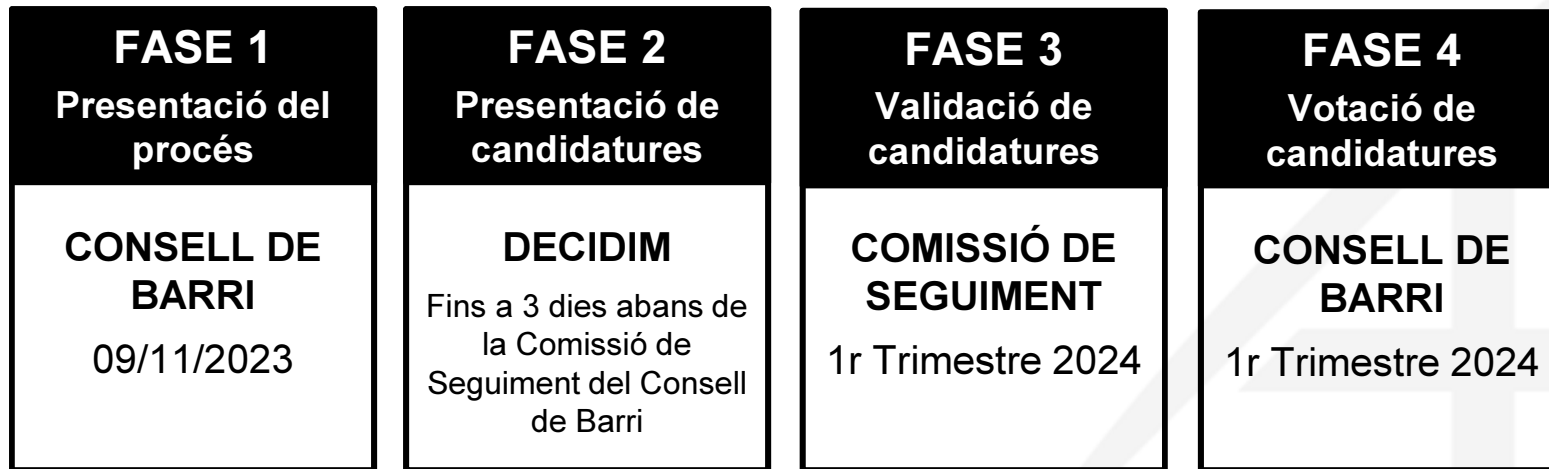 FASE 1
Presentació del
procés
CONSELL DE
BARRI
09/11/2023
FASE 2
Presentació de
candidatures
DECIDIM
Fins a 3 dies abans de
la Comissió de
Seguiment del Consell
de Barri
FASE 3
Validació de
candidatures
COMISSIÓ DE
SEGUIMENT
1r Trimestre 2024
FASE 4
Votació de
candidatures
CONSELL DE
BARRI
1r Trimestre 2024